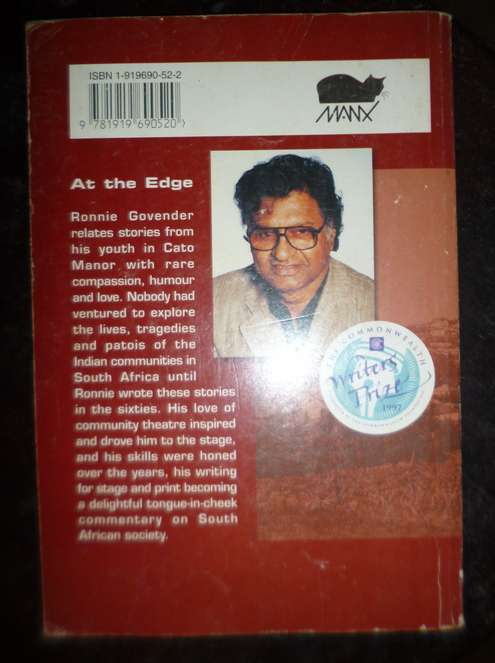 ISBN 1-919690-52-2
9 781919 690520
MANX
At the Edge
Ronnie Govender
relates stories from
his youth in Cato
Manor with rare
compassion, humour
and love. Nobody had
ventured to explore
the lives, tragedies
and patois of the
Indian communities in
South Africa until
Ronnie wrote these stories
in the sixties. His love of
community theatre inspired
and drove him to the stage,
and his skills were honed
over the years, his writing
for stage and print becoming
a delightful tongue-in-cheek
commentary on South
African society.
THE COMMONWEALTH
Writers
Prize
1997